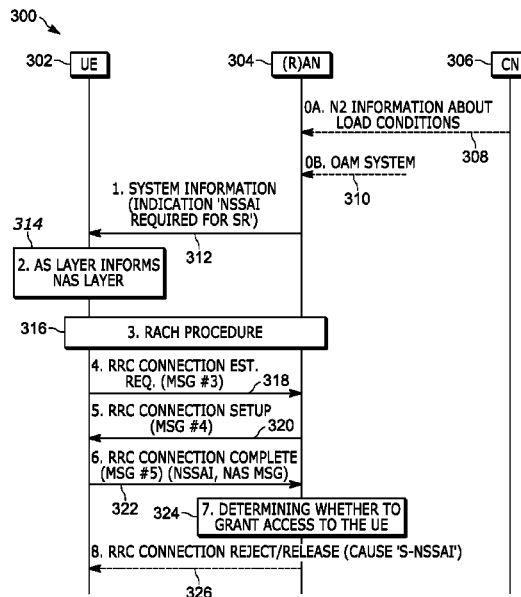 300
302
UE
304
(R)AN
306
CN
0A. N2 INFORMATION ABOUT
LOAD CONDITIONS
308
0B. OAM SYSTEM
310
1. SYSTEM INFORMATION
(INDICATION 'NSSAI
REQUIRED FOR SR')
312
314
2. AS LAYER INFORMS
NAS LAYER
316
3. RACH PROCEDURE
4. RRC CONNECTION EST.
REQ. (MSG #3)
318
5. RRC CONNECTION SETUP
(MSG #4)
320
6. RRC CONNECTION COMPLETE
(MSG #5) (NSSAI, NAS MSG)
322
324
7. DETERMINING WHETHER TO
GRANT ACCESS TO THE UE
8. RRC CONNECTION REJECT/RELEASE (CAUSE 'S-NSSAI')
326